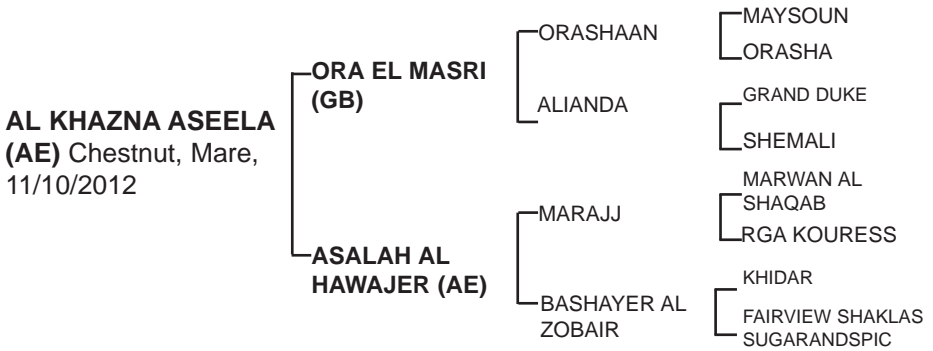 AL KHAZNA ASEELA
(AE) Chestnut, Mare,
11/10/2012
ORA EL MASRI
(GB)
ORASHAAN
MAYSOUN
ORASHA
ALIANDA
GRAND DUKE
SHEMALI
ASALAH AL
HAWAJER (AE)
MARAJJ
MARWAN AL
SHAQAB
RGA KOURESS
BASHAYER AL
ZOBAIR
KHIDAR
FAIRVIEW SHAKLAS
SUGARANDSPIC